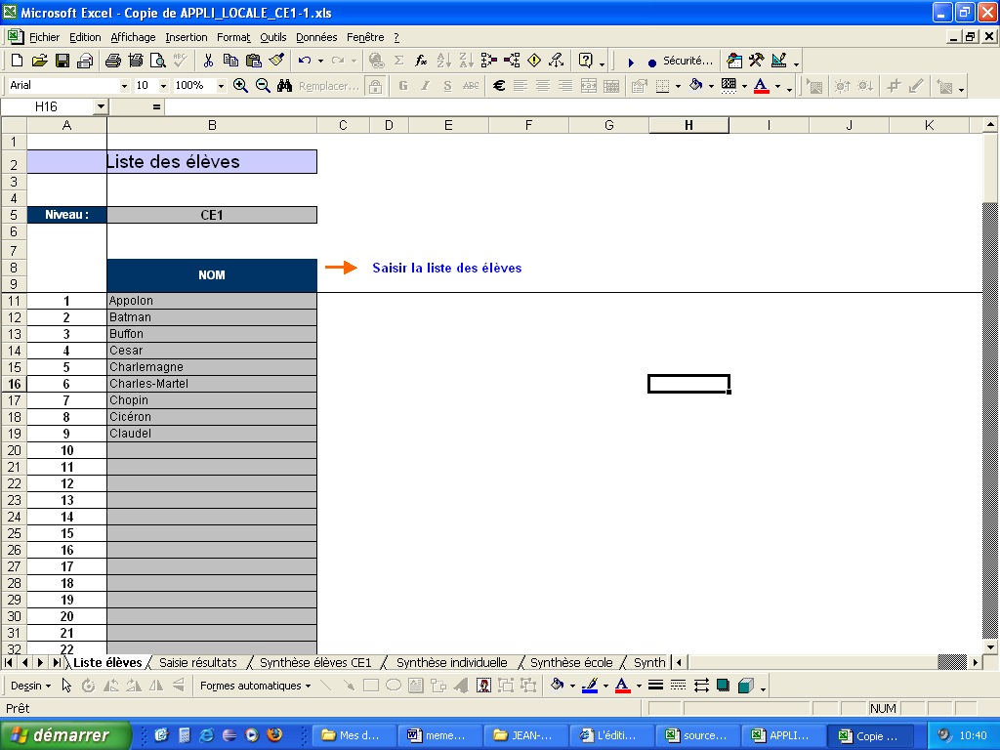 Microsoft Excel - Copie de APPLI_LOCALE_CE1-1.xls
Fichier Edition Affichage Insertion Format Outils Données Fenêtre ?
Sécurité...
Arial 10 100% Remplacer... G I S ABC €
H16 =
A B C D E F G H I J K
1
2 Liste des élèves
3
4
5 Niveau : CE1
6
7
8 NOM Saisir la liste des élèves
9
11 1 Appolon
12 2 Batman
13 3 Buffon
14 4 Cesar
15 5 Charlemagne
16 6 Charles-Martel
17 7 Chopin
18 8 Cicéron
19 9 Claudel
20 10
21 11
22 12
23 13
24 14
25 15
26 16
27 17
28 18
29 19
30 20
31 21
32 22
Liste élèves Saisie résultats Synthèse élèves CE1 Synthèse individuelle Synthèse école Synth
Dessin Formes automatiques
Prêt NUM
démarrer Mes d... meme... JEAN-... L'éditi... source... APPLI... Copie ... 10:40